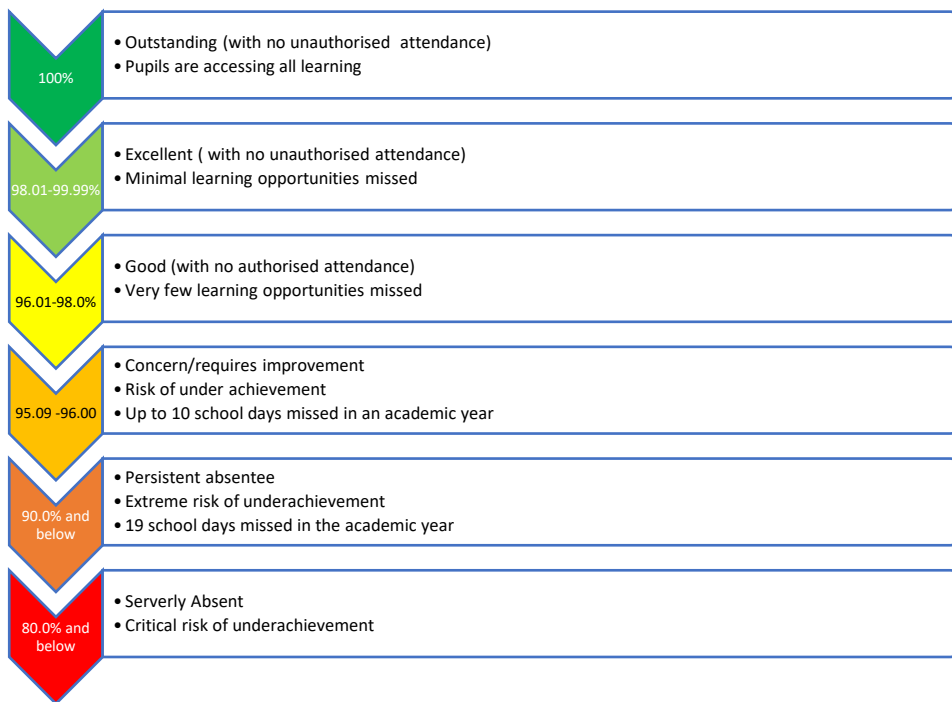 100%
• Outstanding (with no unauthorised  attendance)
• Pupils are accessing all learning
98.01-99.99%
• Excellent ( with no unauthorised attendance)
• Minimal learning opportunities missed
96.01-98.0%
• Good (with no authorised attendance)
• Very few learning opportunities missed
95.09 -96.00
• Concern/requires improvement
• Risk of under achievement
• Up to 10 school days missed in an academic year
90.0% and
below
• Persistent absentee
• Extreme risk of underachievement
• 19 school days missed in the academic year
80.0% and
below
• Serverly Absent
• Critical risk of underachievement